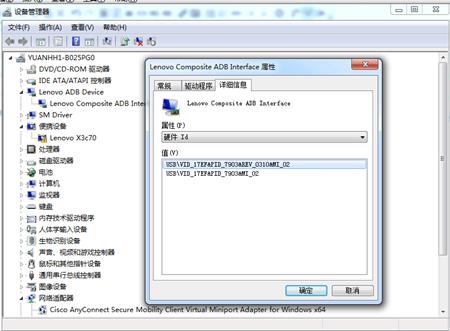 设备管理器
文件(F) 操作(A) 查看(V) 帮助(H)
YUANHH1-B025PG0
DVD/CD-ROM 驱动器
IDE ATA/ATAPI 控制器
Lenovo ADB Device
Lenovo Composite ADB Inter
SM Driver
便携设备
Lenovo X3c70
处理器
磁盘驱动器
电池
计算机
监视器
键盘
内存技术驱动程序
人体学输入设备
生物识别设备
声音、视频和游戏控制器
鼠标和其他指针设备
通用串行总线控制器
图像设备
网络适配器
Cisco AnyConnect Secure Mobility Client Virtual Miniport Adapter for Windows x64
Lenovo Composite ADB Interface 属性
常规 驱动程序 详细信息
Lenovo Composite ADB Interface
属性(P)
硬件 Id
值(V)
USB\VID_17EF&PID_7903&REV_0310&MI_02
USB\VID_17EF&PID_7903&MI_02
确定 取消